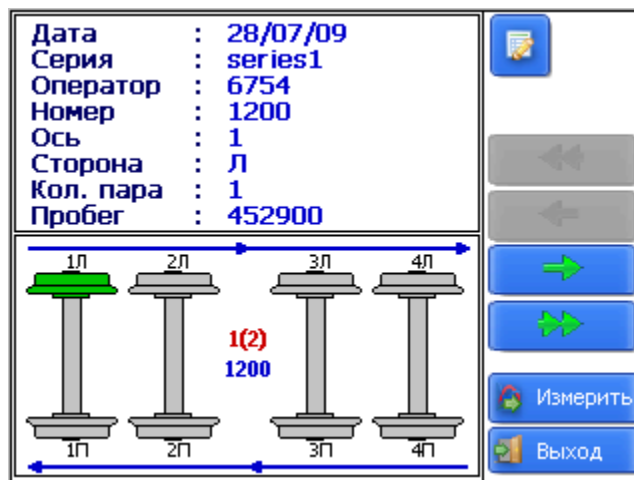 Дата : 28/07/09
Серия : series1
Оператор : 6754
Номер : 1200
Ось : 1
Сторона : Л
Кол. пара : 1
Пробег : 452900
1Л 2Л 3Л 4Л
1(2)
1200
1П 2П 3П 4П
Измерить
Выход